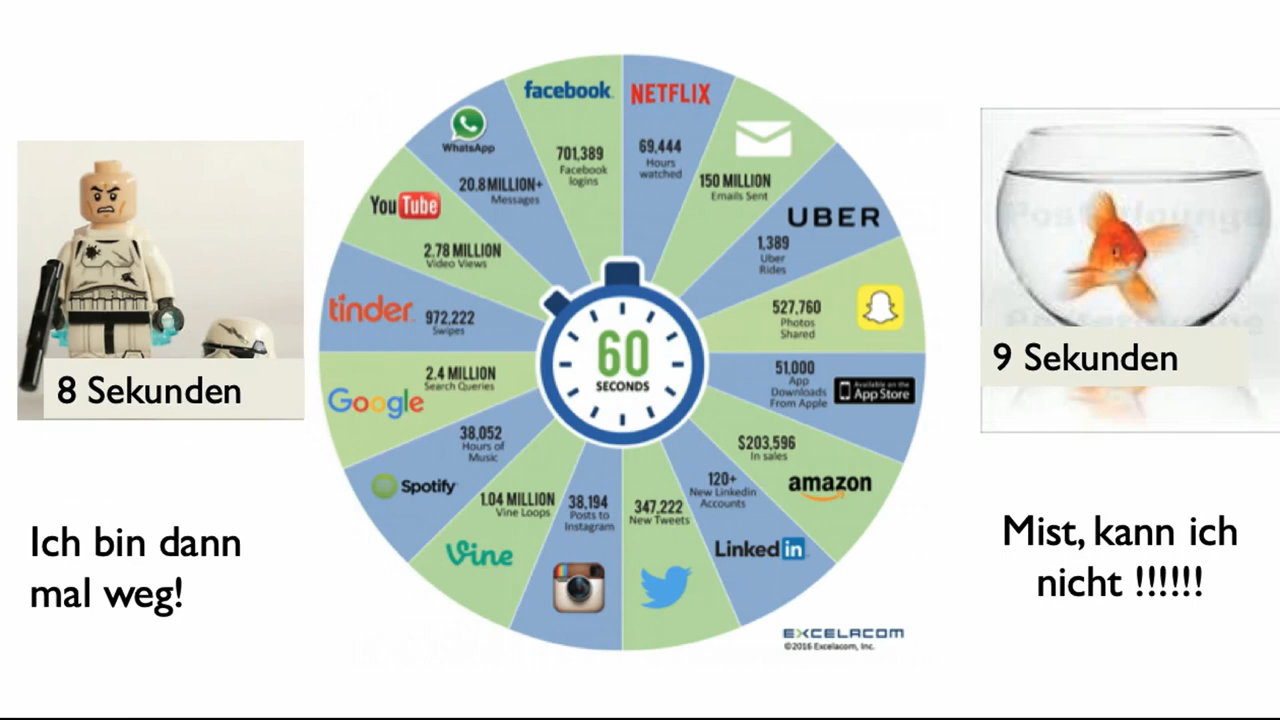 facebook
701,389
Facebook
logins
NETFLIX
69,444
Hours
watched
150 MILLION
Emails Sent
UBER
1,389
Uber
Rides
527,760
Photos
Shared
51,000
App
Downloads
From Apple
Available on the
App Store
$203,596
In sales
amazon
120+
New Linkedin
Accounts
Linked in
347,222
New Tweets
38,194
Posts to
Instagram
1.04 MILLION
Vine Loops
Vine
38,052
Hours of
Music
Spotify
2.4 MILLION
Search Queries
Google
tinder
972,222
Swipes
YouTube
2.78 MILLION
Video Views
WhatsApp
20.8 MILLION+
Messages
60
SECONDS
EXCELACOM
©2016 Excelacom, Inc.
8 Sekunden
Ich bin dann
mal weg!
9 Sekunden
Mist, kann ich
nicht !!!!!!